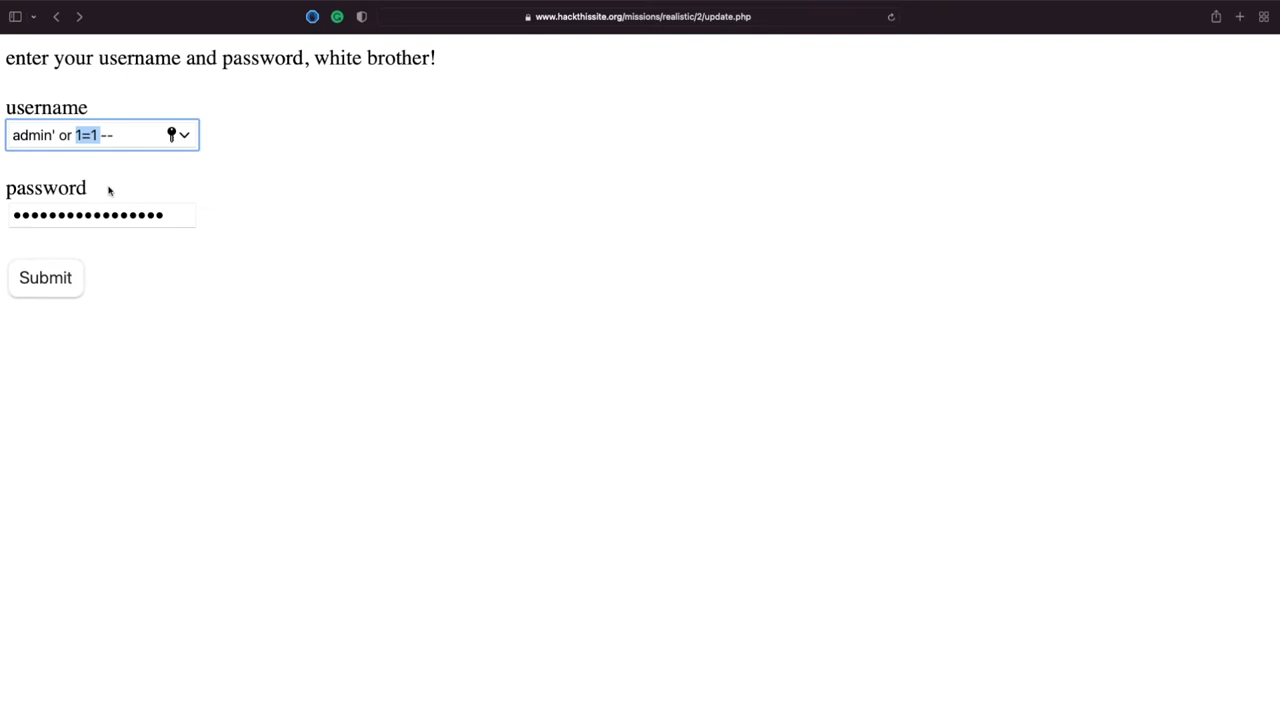 www.hackthissite.org/missions/realistic/2/update.php
enter your username and password, white brother!
username
admin' or 1=1 --
password
•••••••••••••••••
Submit